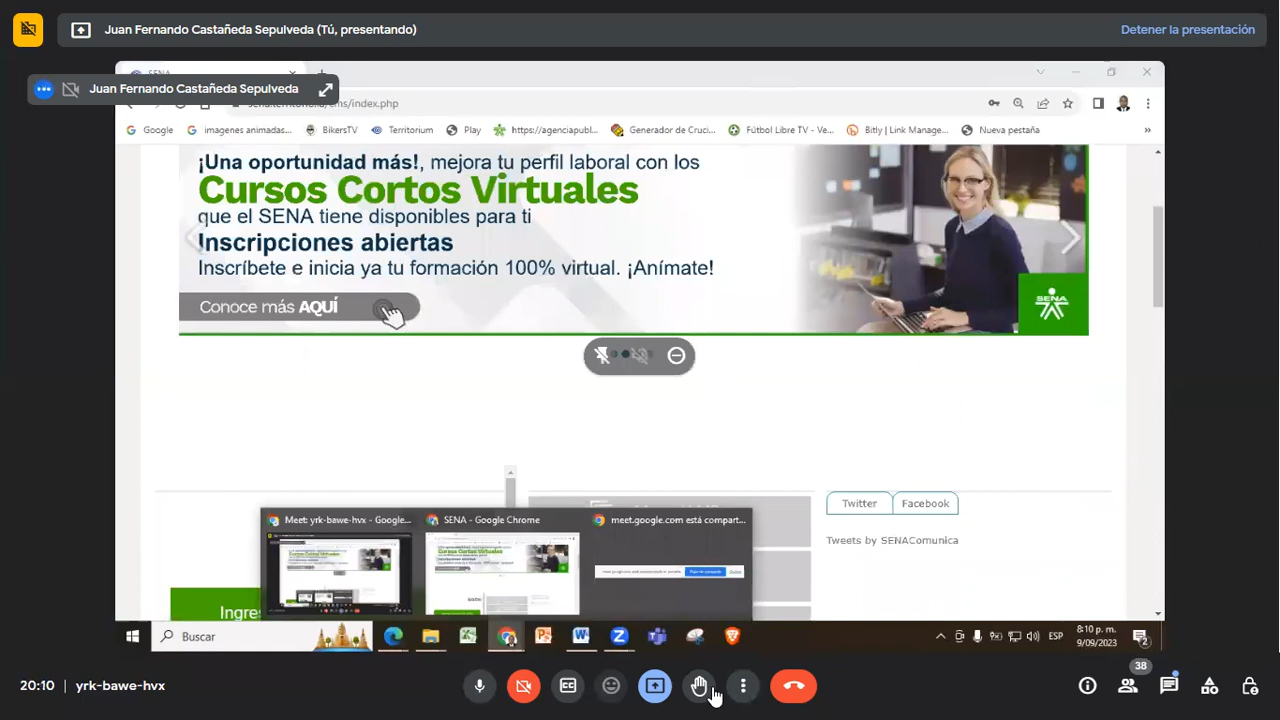 Juan Fernando Castañeda Sepulveda (Tú, presentando)
Detener la presentación
SENA
Juan Fernando Castañeda Sepulveda
index.php
Google
imagenes animadas...
BikersTV
Territorium
Play
https://agenciapubl...
Generador de Cruci...
Fútbol Libre TV - Ve...
Bitly | Link Manage...
Nueva pestaña
»
¡Una oportunidad más!, mejora tu perfil laboral con los
Cursos Cortos Virtuales
que el SENA tiene disponibles para ti
Inscripciones abiertas
Inscríbete e inicia ya tu formación 100% virtual. ¡Anímate!
Conoce más AQUÍ
SENA
Twitter
Facebook
Tweets by SENAComunica
Meet: yrk-bawe-hvx - Google...
SENA - Google Chrome
meet.google.com está compart...
Ingres
Buscar
ESP
8:10 p. m.
9/09/2023
20:10 | yrk-bawe-hvx
38